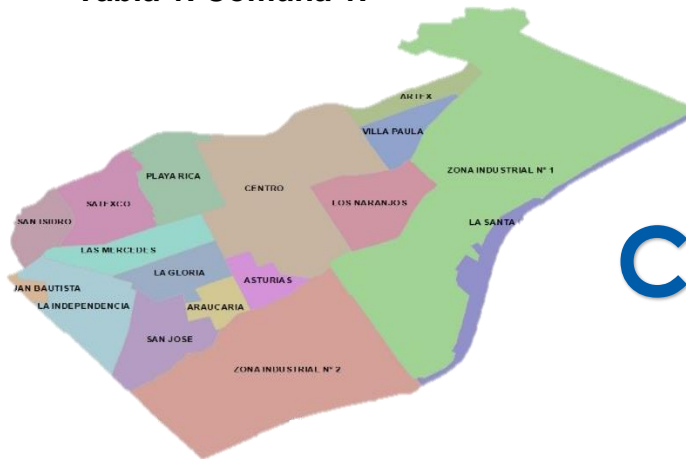 ARTEX
VILLA PAULA
PLAYA RICA
CENTRO
ZONA INDUSTRIAL N° 1
SATEXCO
LOS NARANJOS
SAN ISIDRO
LA SANTA
LAS MERCEDES
LA GLORIA
ASTURIAS
JAN BAUTISTA
LA INDEPENDENCIA
ARAUCARIA
SAN JOSE
ZONA INDUSTRIAL N° 2
C